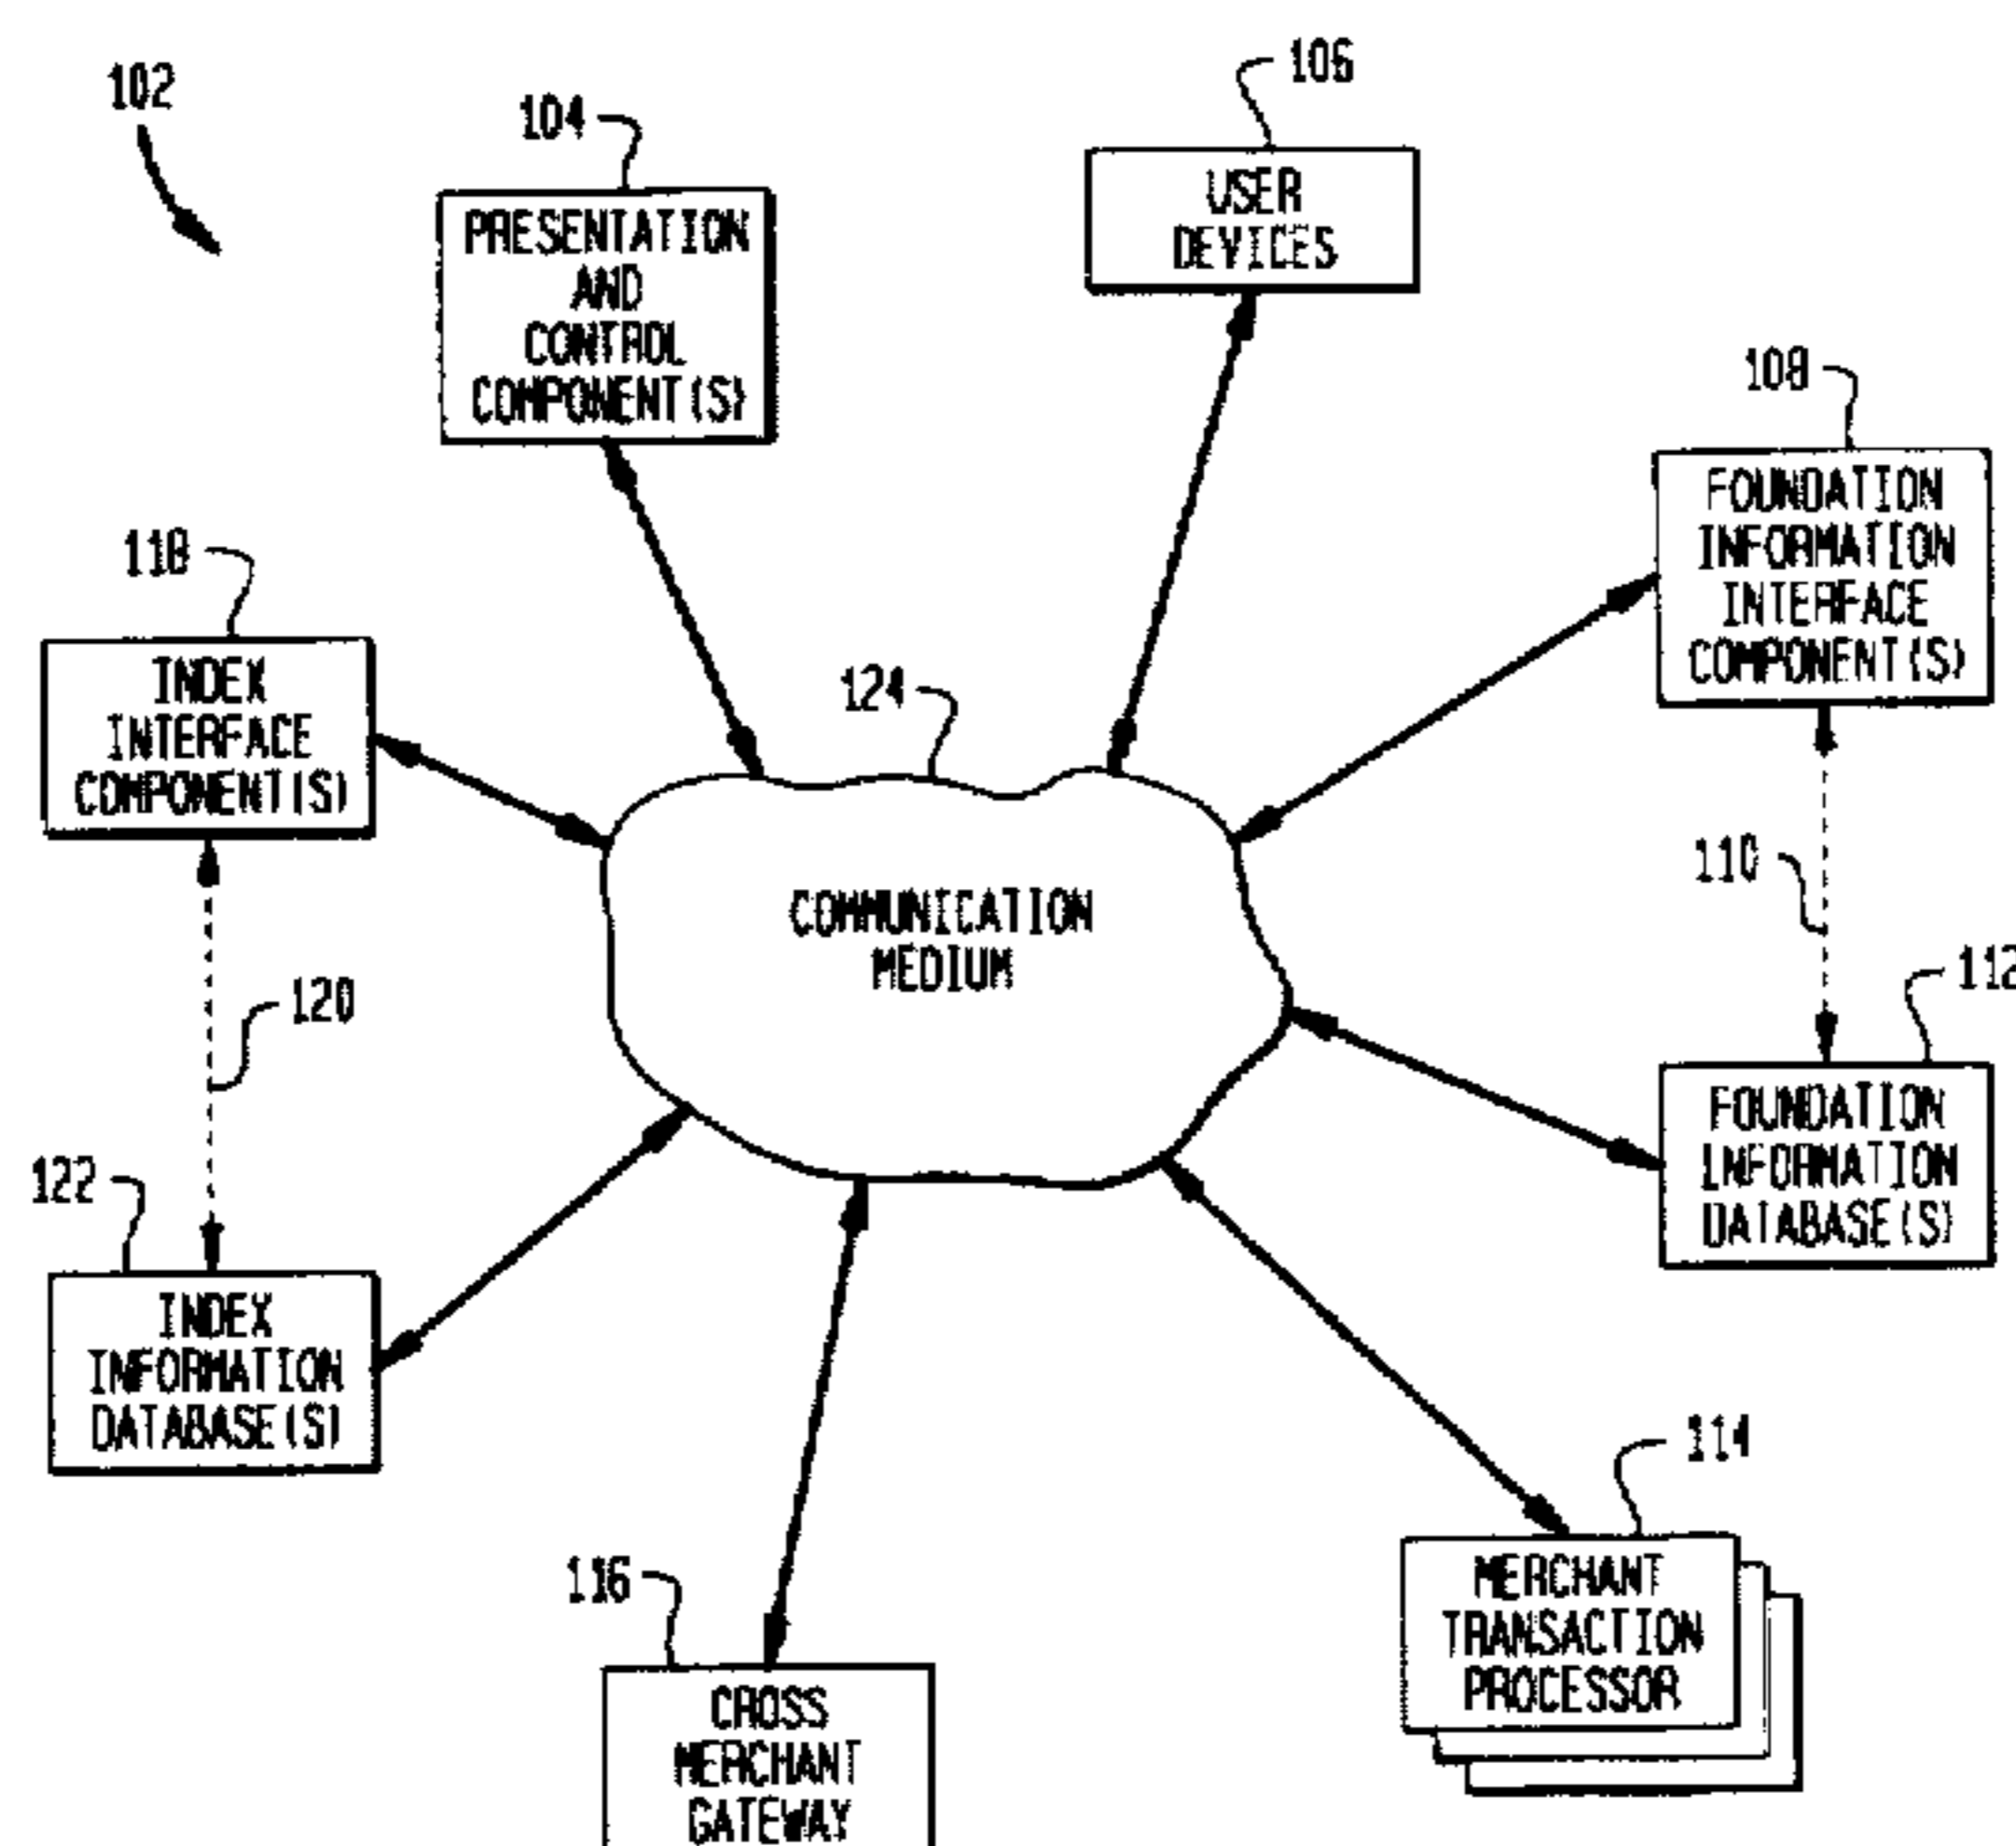 102
104
106
PRESENTATION
AND
CONTROL
COMPONENT(S)
USER
DEVICES
108
FOUNDATION
INFORMATION
INTERFACE
COMPONENT(S)
118
INDEX
INTERFACE
COMPONENT(S)
124
COMMUNICATION
MEDIUM
110
120
112
FOUNDATION
INFORMATION
DATABASE(S)
122
INDEX
INFORMATION
DATABASE(S)
114
MERCHANT
TRANSACTION
PROCESSOR
116
CROSS
MERCHANT
GATEWAY